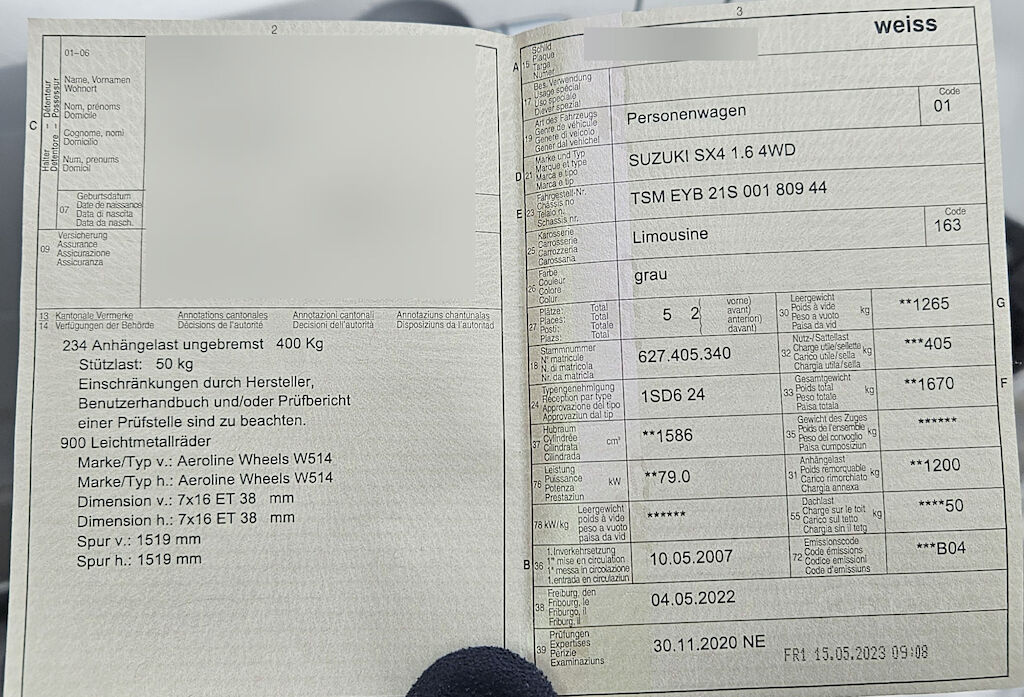 2
01-06
Name, Vornamen
Wohnort
Nom, prénoms
Domicile
Cognome, nomi
Domicilio
Num, prenums
Domicil
Halter - Détenteur
Detentore - Possessur
C
07
Geburtsdatum
Date de naissance
Data di nascita
Data da nasch.
09
Versicherung
Assurance
Assicurazione
Assicuranza
13 Kantonale Vermerke Annotations cantonales Annotazioni cantonali Annotaziuns chantunalas
14 Verfügungen der Behörde Décisions de l'autorité Decisioni dell'autorità Disposiziuns da l'autoritad
234 Anhängelast ungebremst 400 Kg
Stützlast: 50 kg
Einschränkungen durch Hersteller,
Benutzerhandbuch und/oder Prüfbericht
einer Prüfstelle sind zu beachten.
900 Leichtmetallräder
Marke/Typ v.: Aeroline Wheels W514
Marke/Typ h.: Aeroline Wheels W514
Dimension v.: 7x16 ET 38 mm
Dimension h.: 7x16 ET 38 mm
Spur v.: 1519 mm
Spur h.: 1519 mm
3
weiss
A 15
Schild
Plaque
Targa
Numer
17
Bes. Verwendung
Usage spécial
Uso speciale
Diever spezial
19
Art des Fahrzeugs
Genre de véhicule
Genere di veicolo
Gener dal vehichel
Personenwagen
Code
01
D 21
Marke und Typ
Marque et type
Marca e tipo
Marca e tip
SUZUKI SX4 1.6 4WD
E 23
Fahrgestell-Nr.
Châssis no
Telaio n.
Schassis nr.
TSM EYB 21S 001 809 44
25
Karosserie
Carrosserie
Carrozzeria
Carossaria
Limousine
Code
163
26
Farbe
Couleur
Colore
Colur
grau
27
Plätze: Total
Places: Total
Posti: Totale
Plazs: Total
5 2
vorne)
avant)
anteriori)
davant)
30
Leergewicht
Poids à vide
Peso a vuoto
Paisa da vid
kg
**1265
G
18
Stammnummer
N° matricule
N. di matricola
Nr. da matricla
627.405.340
32
Nutz-/Sattellast
Charge utile/sellette
Carico utile/sella
Chargia utila/sella
kg
***405
24
Typengenehmigung
Réception par type
Approvazione del tipo
Approvaziun dal tip
1SD6 24
33
Gesamtgewicht
Poids total
Peso totale
Paisa totala
kg
**1670
F
37
Hubraum
Cylindrée
Cilindrata
Cilindrada
cm³
**1586
35
Gewicht des Zuges
Poids de l'ensemble
Peso del convoglio
Paisa cumposiziun
kg
******
76
Leistung
Puissance
Potenza
Prestaziun
kW
**79.0
31
Anhängelast
Poids remorquable
Carico rimorchiato
Chargia annexa
kg
**1200
78 kW/kg
Leergewicht
poids à vide
peso a vuoto
paisa da vid
******
55
Dachlast
Charge sur le toit
Carico sul tetto
Chargia sin il tetg
kg
****50
B 36
1. Inverkehrsetzung
1re mise en circulation
1a messa in circolazione
1. entrada en circulaziun
10.05.2007
72
Emissionscode
Code émissions
Codice emissioni
Code d'emissiuns
***B04
38
Freiburg, den
Fribourg, le
Friburgo, il
Friburg, il
04.05.2022
39
Prüfungen
Expertises
Perizie
Examinaziuns
30.11.2020 NE
FR1 15.05.2023 09:08